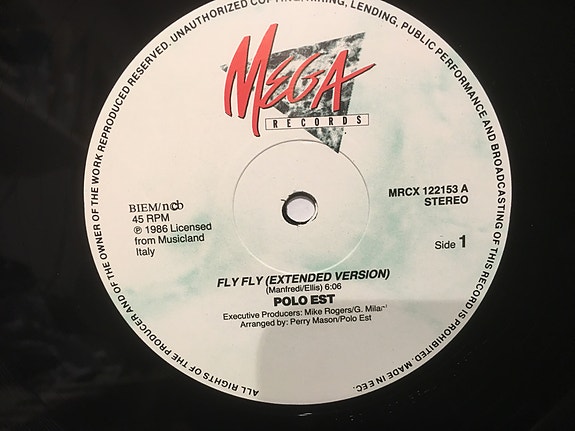 ALL RIGHTS OF THE PRODUCER AND OF THE OWNER OF THE WORK REPRODUCED RESERVED. UNAUTHORIZED COPYING, HIRING, LENDING, PUBLIC PERFORMANCE AND BROADCASTING OF THIS RECORD IS PROHIBITED. MADE IN EEC.
MEGA
RECORDS
BIEM/ncb
45 RPM
℗ 1986 Licensed
from Musicland
Italy
MRCX 122153 A
STEREO
Side 1
FLY FLY (EXTENDED VERSION)
(Manfredi/Ellis) 6:06
POLO EST
Executive Producers: Mike Rogers/G. Milani
Arranged by: Perry Mason/Polo Est